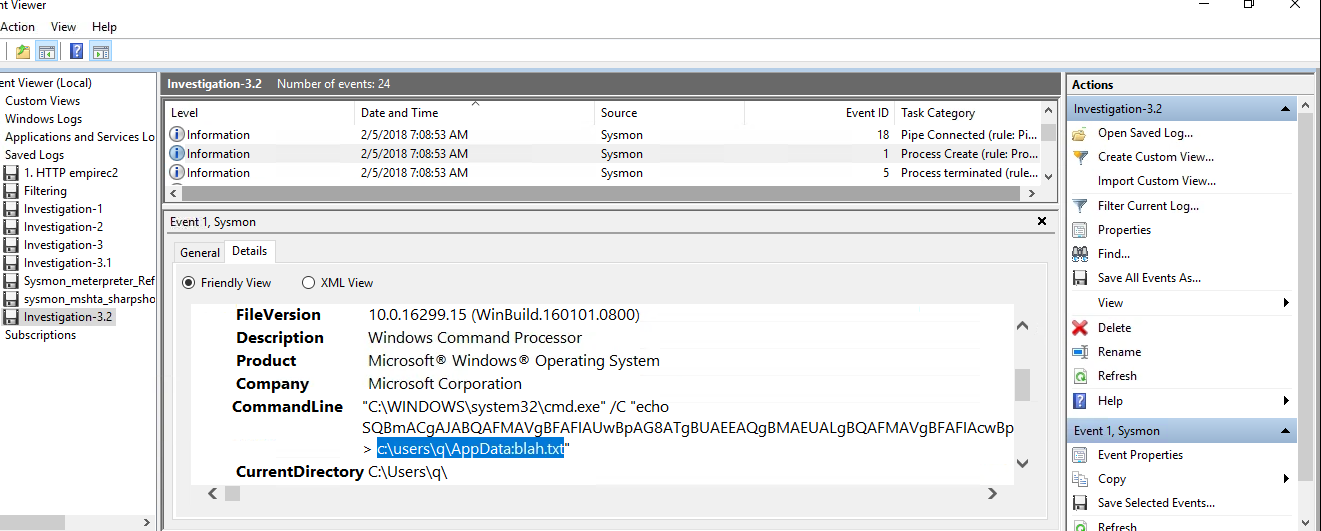 nt Viewer
Action View Help
ent Viewer (Local)
Custom Views
Windows Logs
Applications and Services Lo
Saved Logs
1. HTTP empirec2
Filtering
Investigation-1
Investigation-2
Investigation-3
Investigation-3.1
Sysmon_meterpreter_Ref
sysmon_mshta_sharpsho
Investigation-3.2
Subscriptions
Investigation-3.2 Number of events: 24
Level Date and Time Source Event ID Task Category
Information 2/5/2018 7:08:53 AM Sysmon 18 Pipe Connected (rule: Pi...
Information 2/5/2018 7:08:53 AM Sysmon 1 Process Create (rule: Pro...
Information 2/5/2018 7:08:53 AM Sysmon 5 Process terminated (rule...
Event 1, Sysmon
General Details
Friendly View XML View
FileVersion 10.0.16299.15 (WinBuild.160101.0800)
Description Windows Command Processor
Product Microsoft® Windows® Operating System
Company Microsoft Corporation
CommandLine "C:\WINDOWS\system32\cmd.exe" /C "echo
SQBmACgAJABQAFMAVgBFAFIAUwBpAG8ATgBUAEEAQgBMAEUALgBQAFMAVgBFAFIAcwBp
> c:\users\q\AppData:blah.txt"
CurrentDirectory C:\Users\q\
Actions
Investigation-3.2
Open Saved Log...
Create Custom View...
Import Custom View...
Filter Current Log...
Properties
Find...
Save All Events As...
View
Delete
Rename
Refresh
Help
Event 1, Sysmon
Event Properties
Copy
Save Selected Events...
Refresh